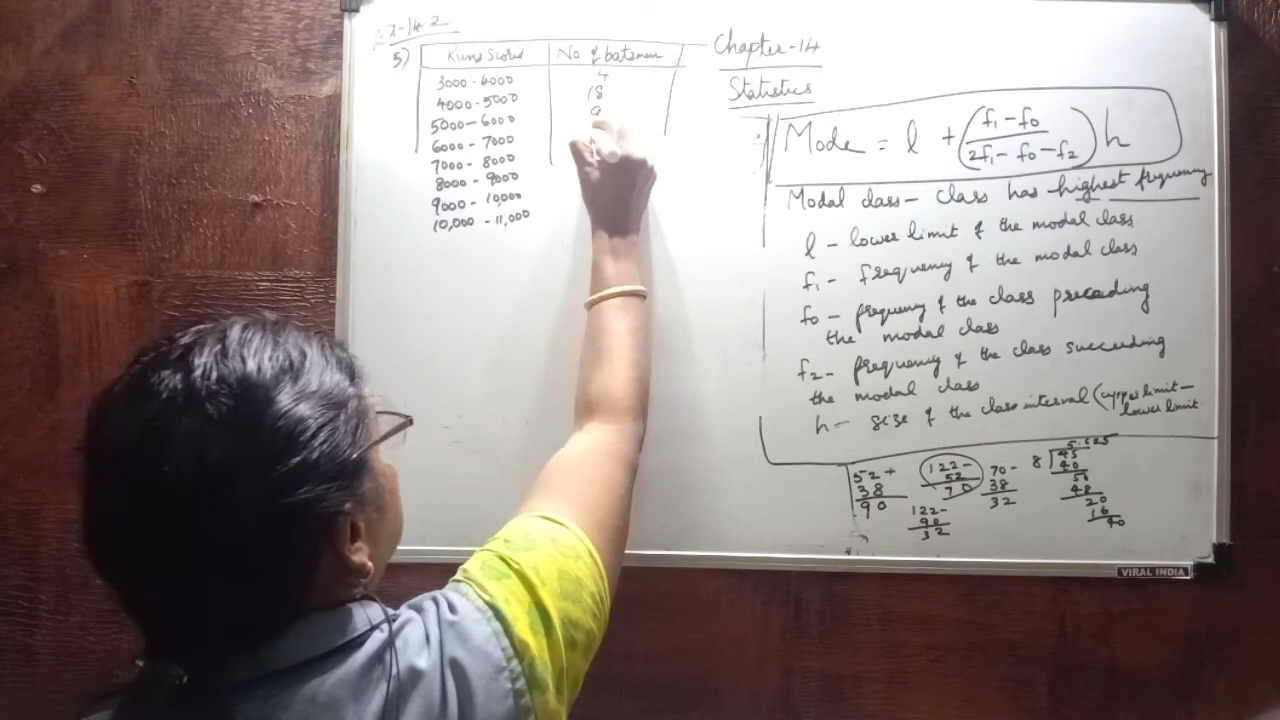 Ex-14.2
5)
Runs Scored No of batsmen
3000-4000 4
4000-5000 18
5000-6000 9
6000-7000
7000-8000
8000-9000
9000-10,000
10,000-11,000
Chapter-14
Statistics
Mode = l + (f₁-f₀ / 2f₁-f₀-f₂) h
Modal class - class has highest frequency
l - lower limit of the modal class
f₁ - frequency of the modal class
f₀ - frequency of the class preceeding
the modal class
f₂ - frequency of the class succeeding
the modal class
h - size of the class interval (upper limit-
lower limit
52+
38
90
122-
52
70
122-
90
32
70-
38
32
5.625
8 45
40
50
48
20
16
40
VIRAL INDIA